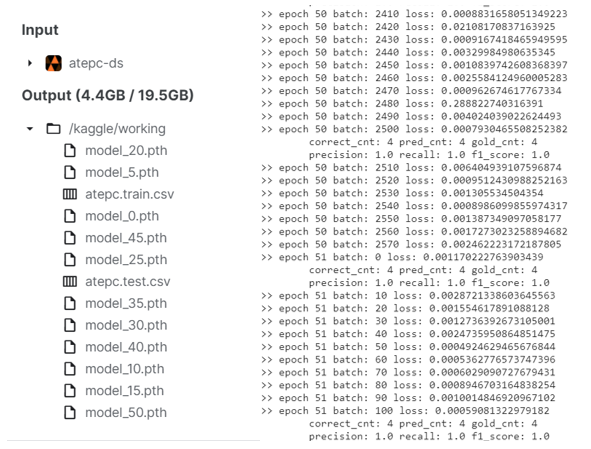 Input
atepc-ds
Output (4.4GB / 19.5GB)
/kaggle/working
model_20.pth
model_5.pth
atepc.train.csv
model_0.pth
model_45.pth
model_25.pth
atepc.test.csv
model_35.pth
model_30.pth
model_40.pth
model_10.pth
model_15.pth
model_50.pth
>> epoch 50 batch: 2410 loss: 0.0008831658051349223
>> epoch 50 batch: 2420 loss: 0.02108170837163925
>> epoch 50 batch: 2430 loss: 0.0009167418465949595
>> epoch 50 batch: 2440 loss: 0.00329984980635345
>> epoch 50 batch: 2450 loss: 0.0010839742608368397
>> epoch 50 batch: 2460 loss: 0.0025584124960005283
>> epoch 50 batch: 2470 loss: 0.000962674617767334
>> epoch 50 batch: 2480 loss: 0.288822740316391
>> epoch 50 batch: 2490 loss: 0.004024039022624493
>> epoch 50 batch: 2500 loss: 0.0007930465508252382
correct_cnt: 4 pred_cnt: 4 gold_cnt: 4
precision: 1.0 recall: 1.0 f1_score: 1.0
>> epoch 50 batch: 2510 loss: 0.006404939107596874
>> epoch 50 batch: 2520 loss: 0.0009512430988252163
>> epoch 50 batch: 2530 loss: 0.001305534504354
>> epoch 50 batch: 2540 loss: 0.0008986099855974317
>> epoch 50 batch: 2550 loss: 0.001387349097058177
>> epoch 50 batch: 2560 loss: 0.0017273023258894682
>> epoch 50 batch: 2570 loss: 0.002462223172187805
>> epoch 51 batch: 0 loss: 0.001170222763903439
correct_cnt: 4 pred_cnt: 4 gold_cnt: 4
precision: 1.0 recall: 1.0 f1_score: 1.0
>> epoch 51 batch: 10 loss: 0.0028721338603645563
>> epoch 51 batch: 20 loss: 0.001554617891088128
>> epoch 51 batch: 30 loss: 0.0012736392673105001
>> epoch 51 batch: 40 loss: 0.0024735950864851475
>> epoch 51 batch: 50 loss: 0.0004924629465676844
>> epoch 51 batch: 60 loss: 0.0005362776573747396
>> epoch 51 batch: 70 loss: 0.0006029090727679431
>> epoch 51 batch: 80 loss: 0.0008946703164838254
>> epoch 51 batch: 90 loss: 0.0010014846920967102
>> epoch 51 batch: 100 loss: 0.00059081322979182
correct_cnt: 4 pred_cnt: 4 gold_cnt: 4
precision: 1.0 recall: 1.0 f1_score: 1.0